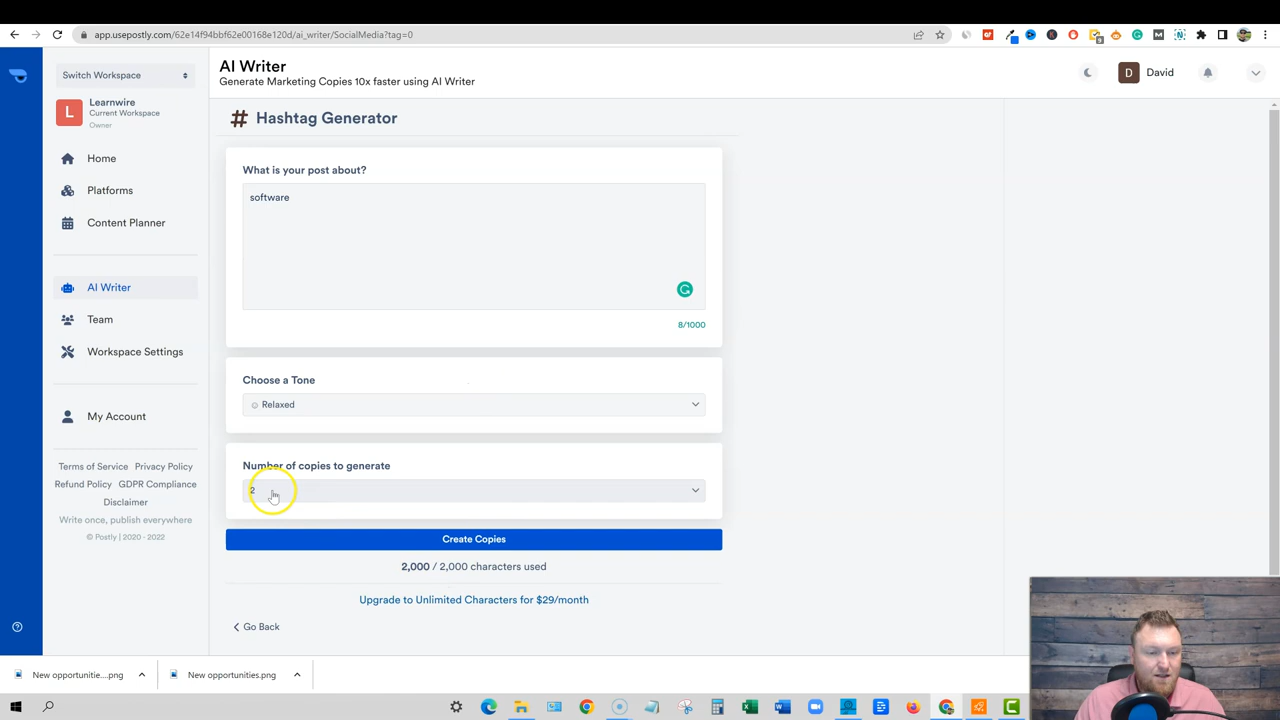 app.usepostly.com/62e14f94bbf62e00168e120d/ai_writer/SocialMedia?tag=0
Switch Workspace
L
Learnwire
Current Workspace
Owner
Home
Platforms
Content Planner
AI Writer
Team
Workspace Settings
My Account
Terms of Service Privacy Policy
Refund Policy GDPR Compliance
Disclaimer
Write once, publish everywhere
© Postly | 2020 - 2022
AI Writer
Generate Marketing Copies 10x faster using AI Writer
D David
# Hashtag Generator
What is your post about?
software
8/1000
Choose a Tone
Relaxed
Number of copies to generate
2
Create Copies
2,000 / 2,000 characters used
Upgrade to Unlimited Characters for $29/month
Go Back
New opportunitie....png
New opportunities.png